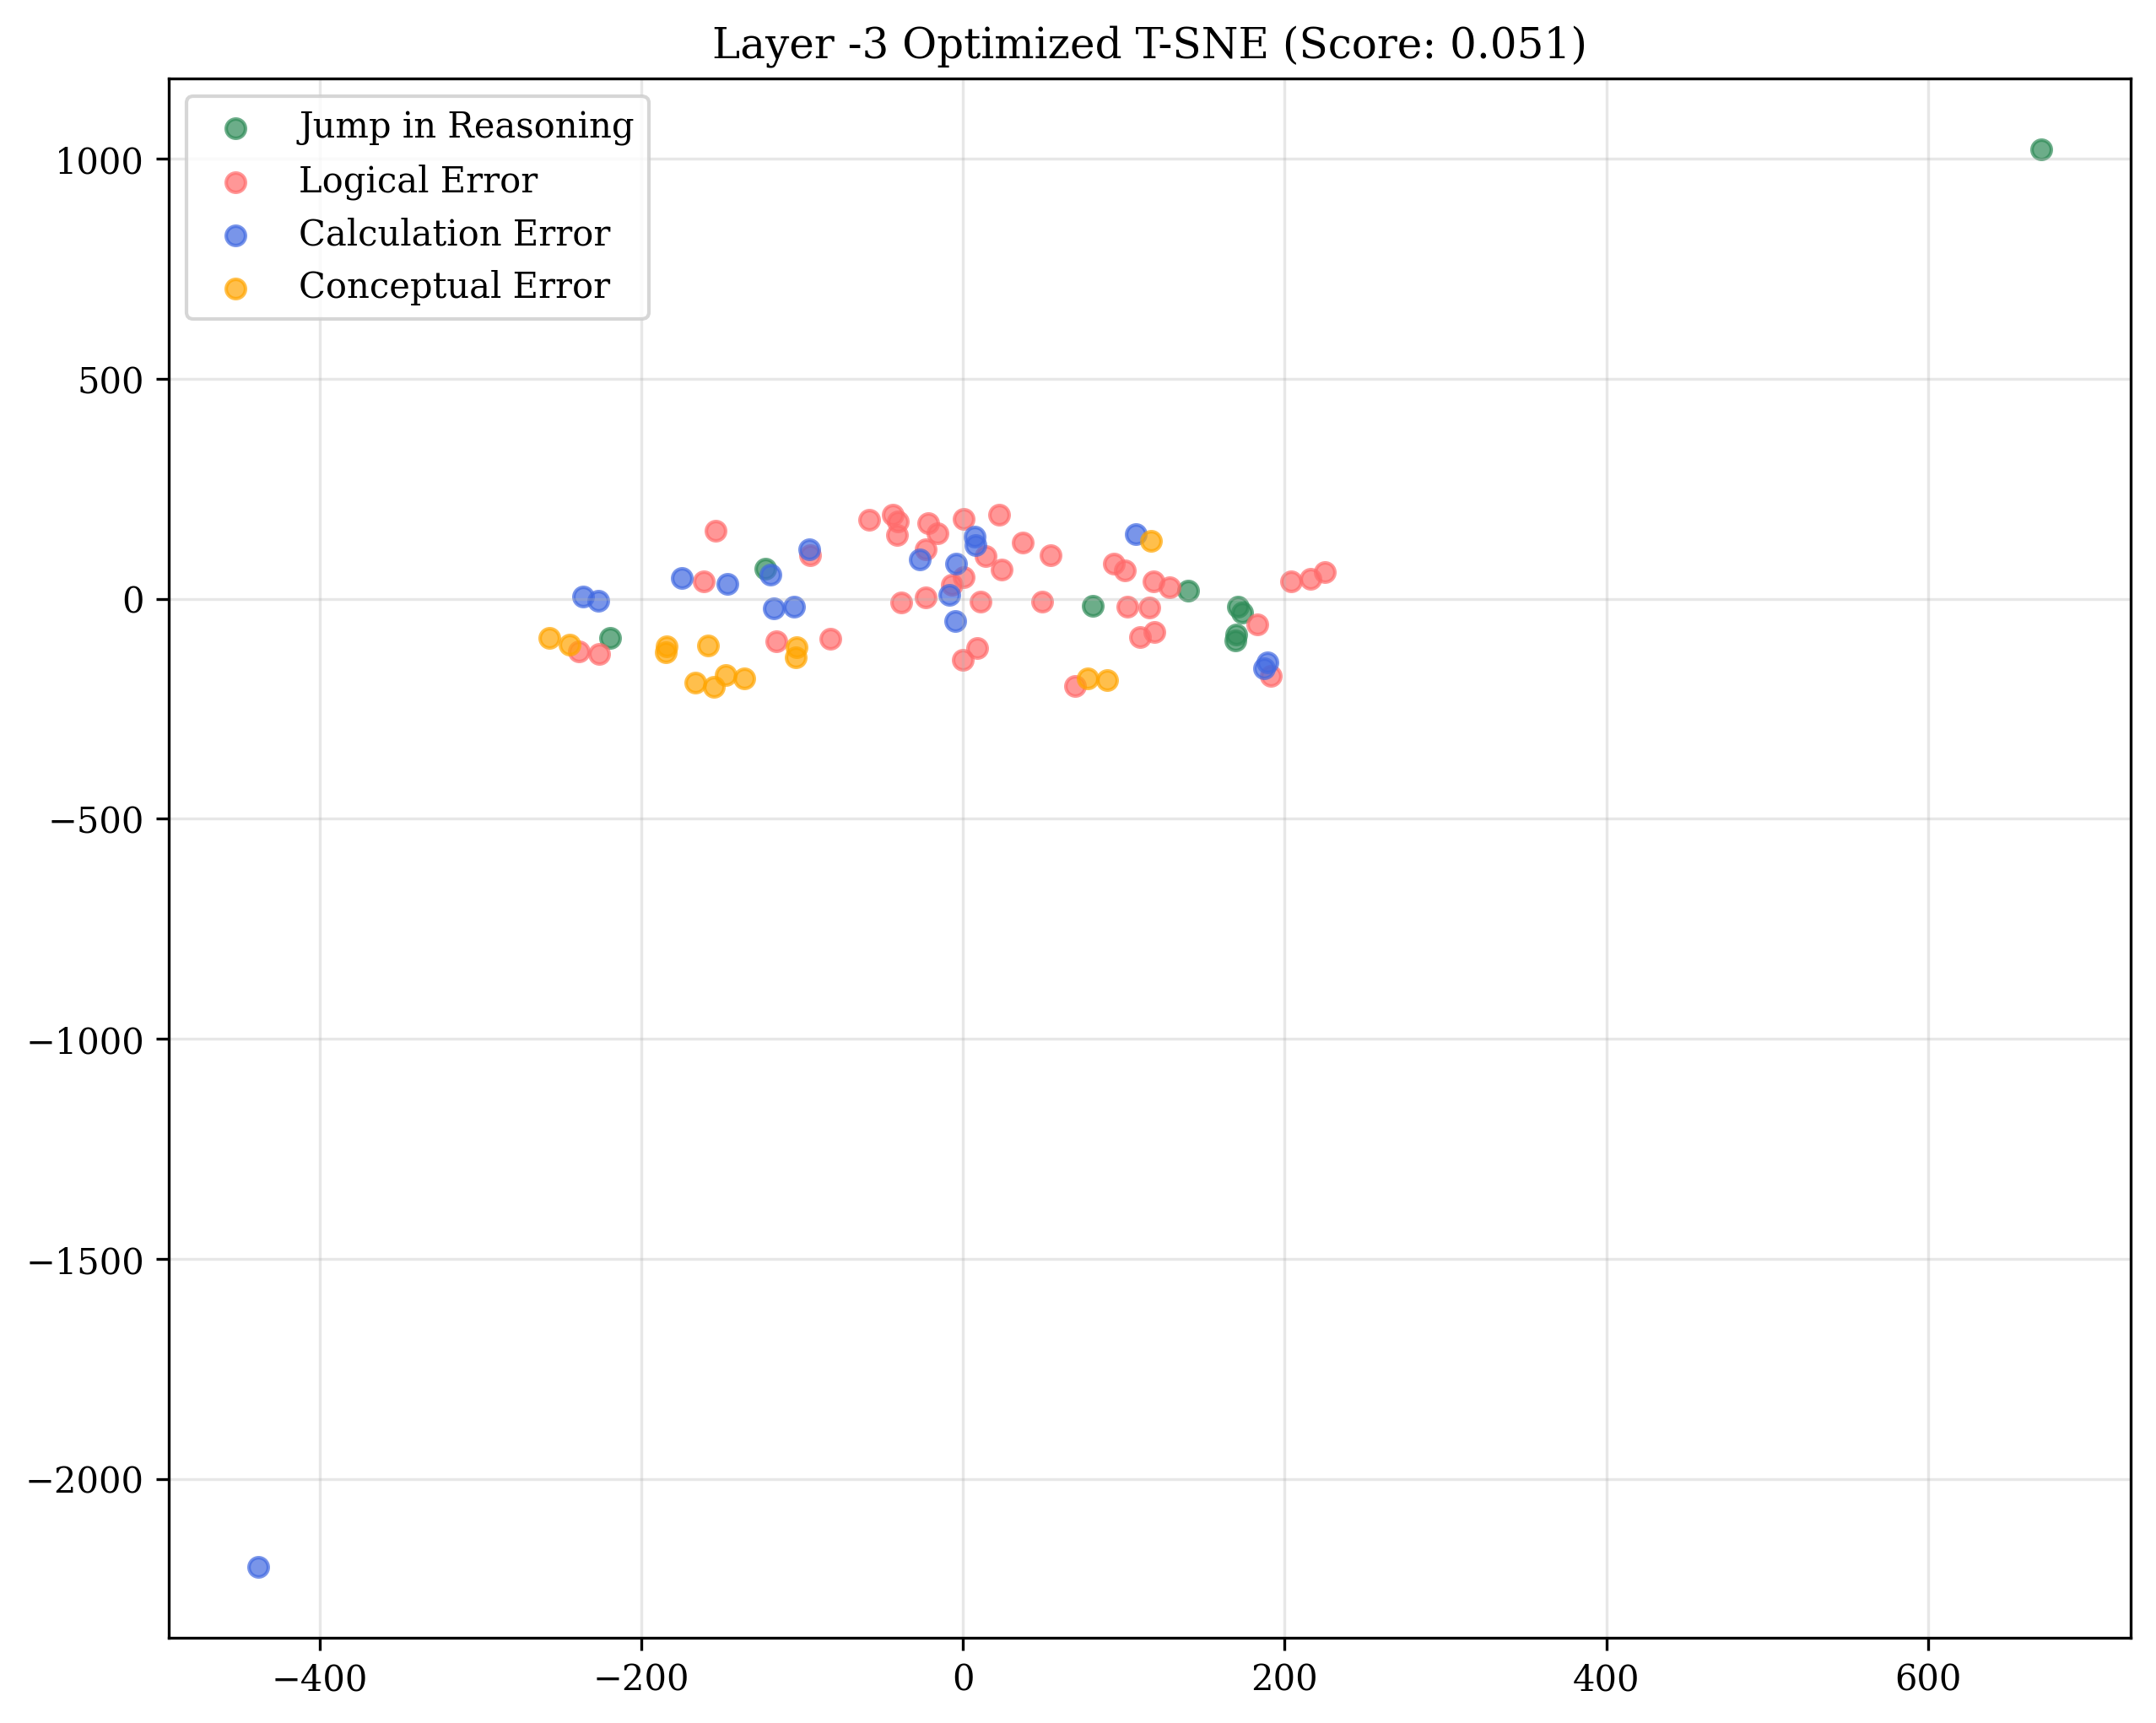 Layer -3 Optimized T-SNE (Score: 0.051)
Jump in Reasoning
Logical Error
Calculation Error
Conceptual Error
1000
500
0
−500
−1000
−1500
−2000
−400
−200
0
200
400
600